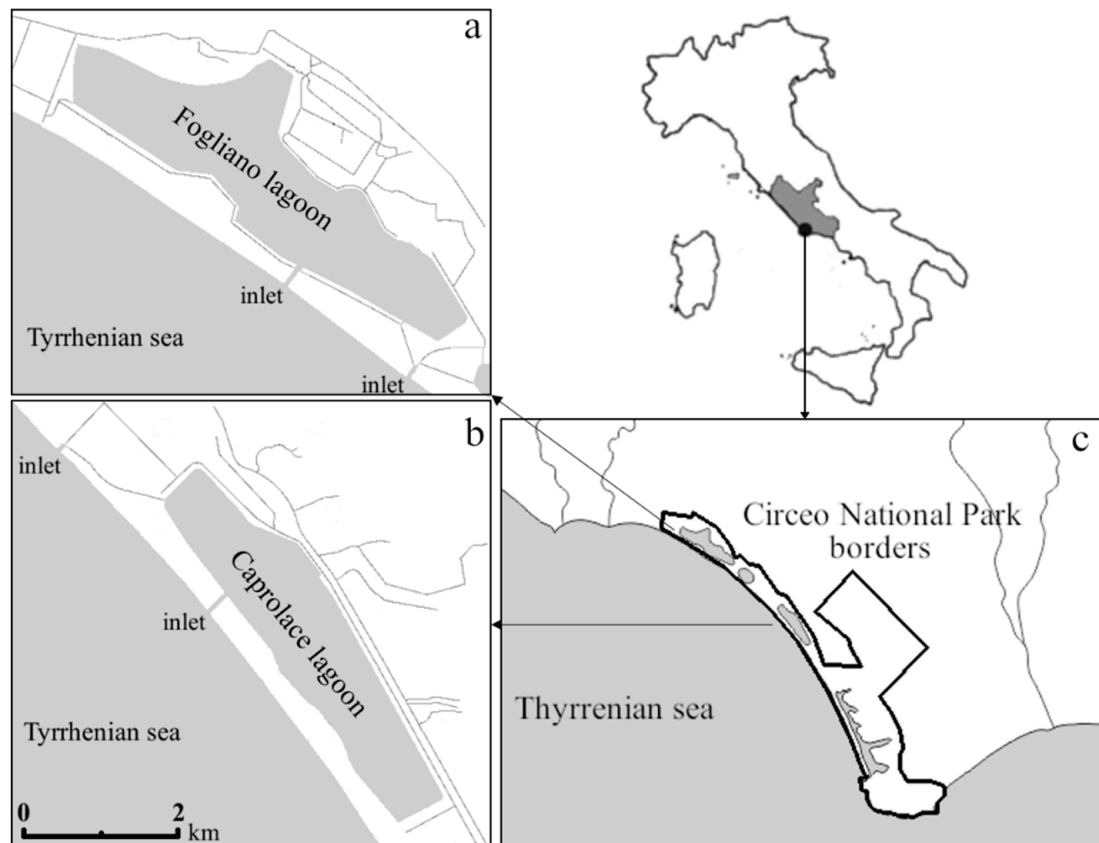 a
Fogliano lagoon
inlet
Tyrrhenian sea
inlet
b
inlet
Caprolace lagoon
inlet
Tyrrhenian sea
0 2
km
c
Circeo National Park
borders
Thyrrenian sea